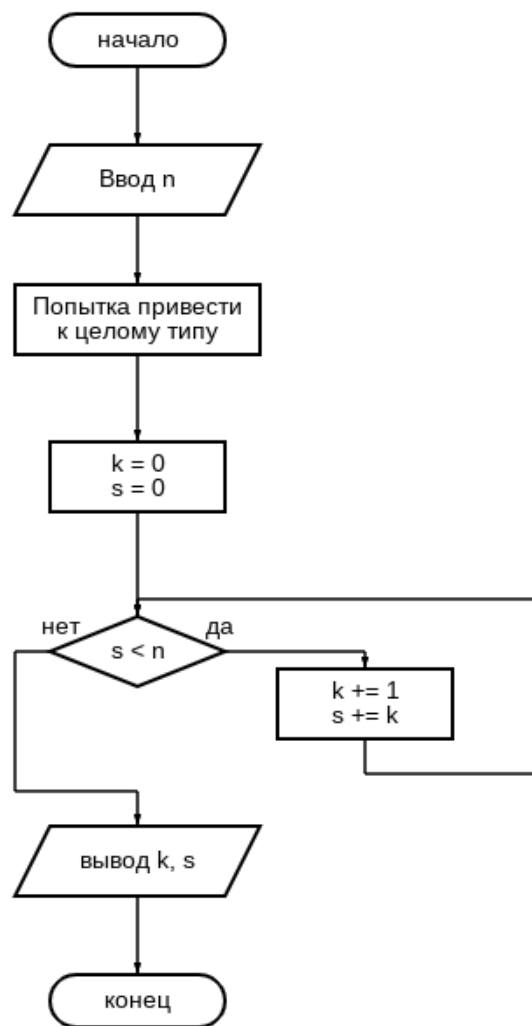 начало
Ввод n
Попытка привести
к целому типу
k = 0
s = 0
нет
да
s < n
k += 1
s += k
вывод k, s
конец